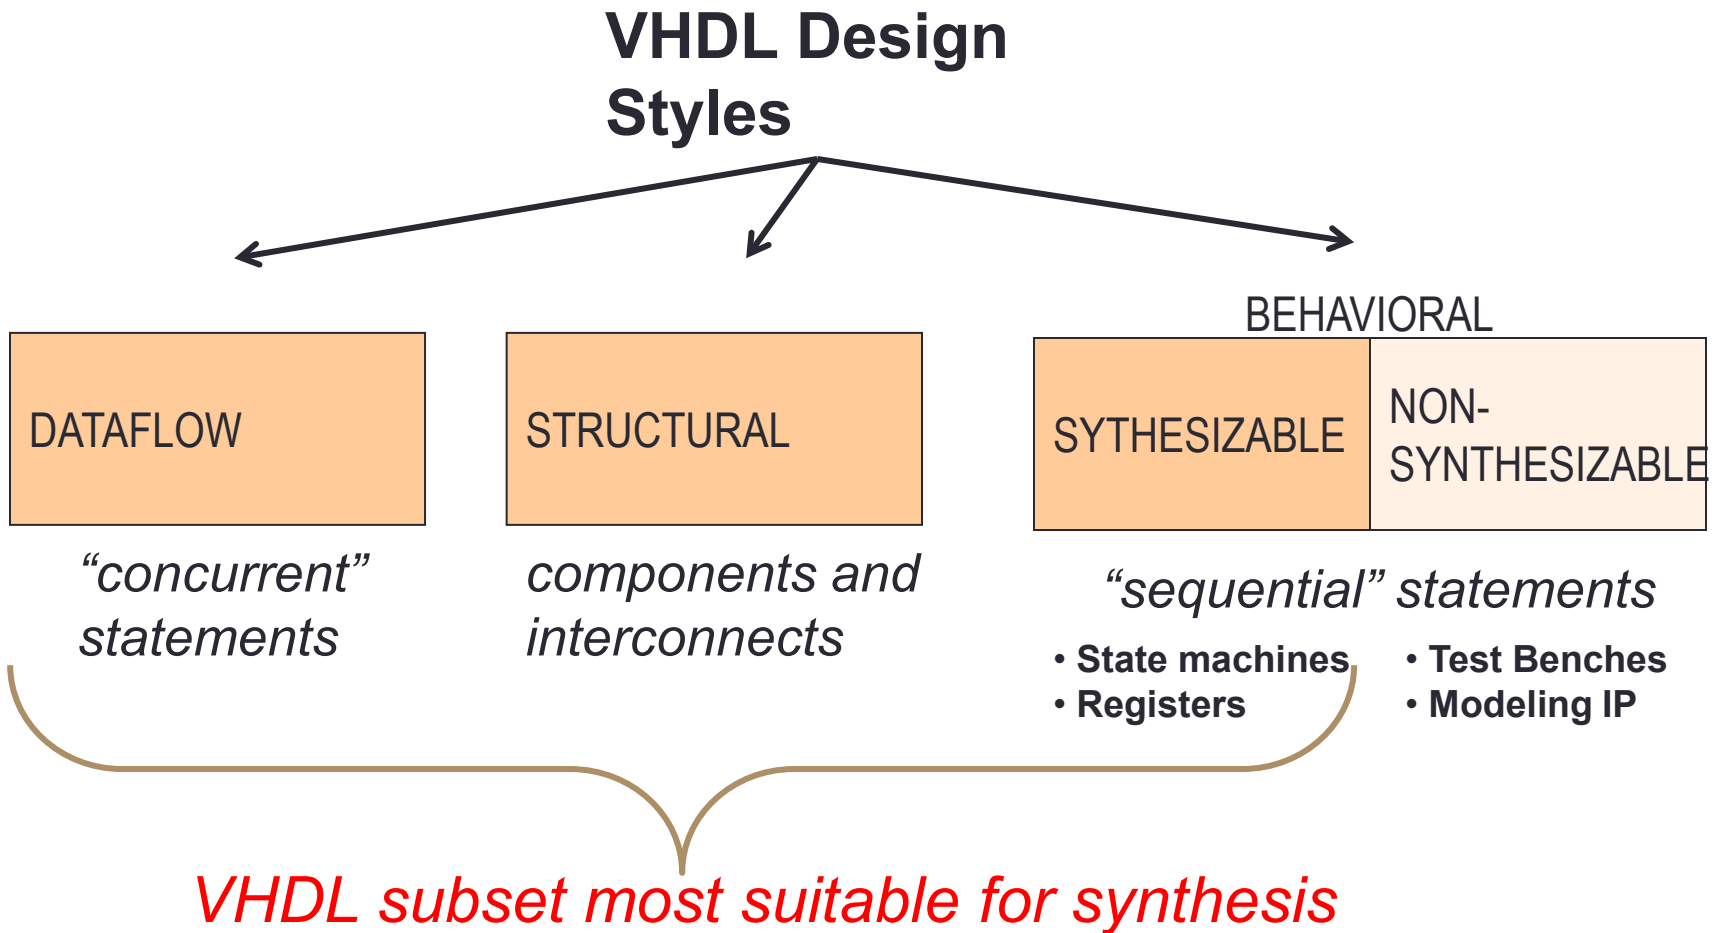 VHDL Design
Styles
BEHAVIORAL
DATAFLOW
STRUCTURAL
SYTHESIZABLE
NON-
SYNTHESIZABLE
“concurrent”
statements
components and
interconnects
“sequential” statements
• State machines
• Registers
• Test Benches
• Modeling IP
VHDL subset most suitable for synthesis